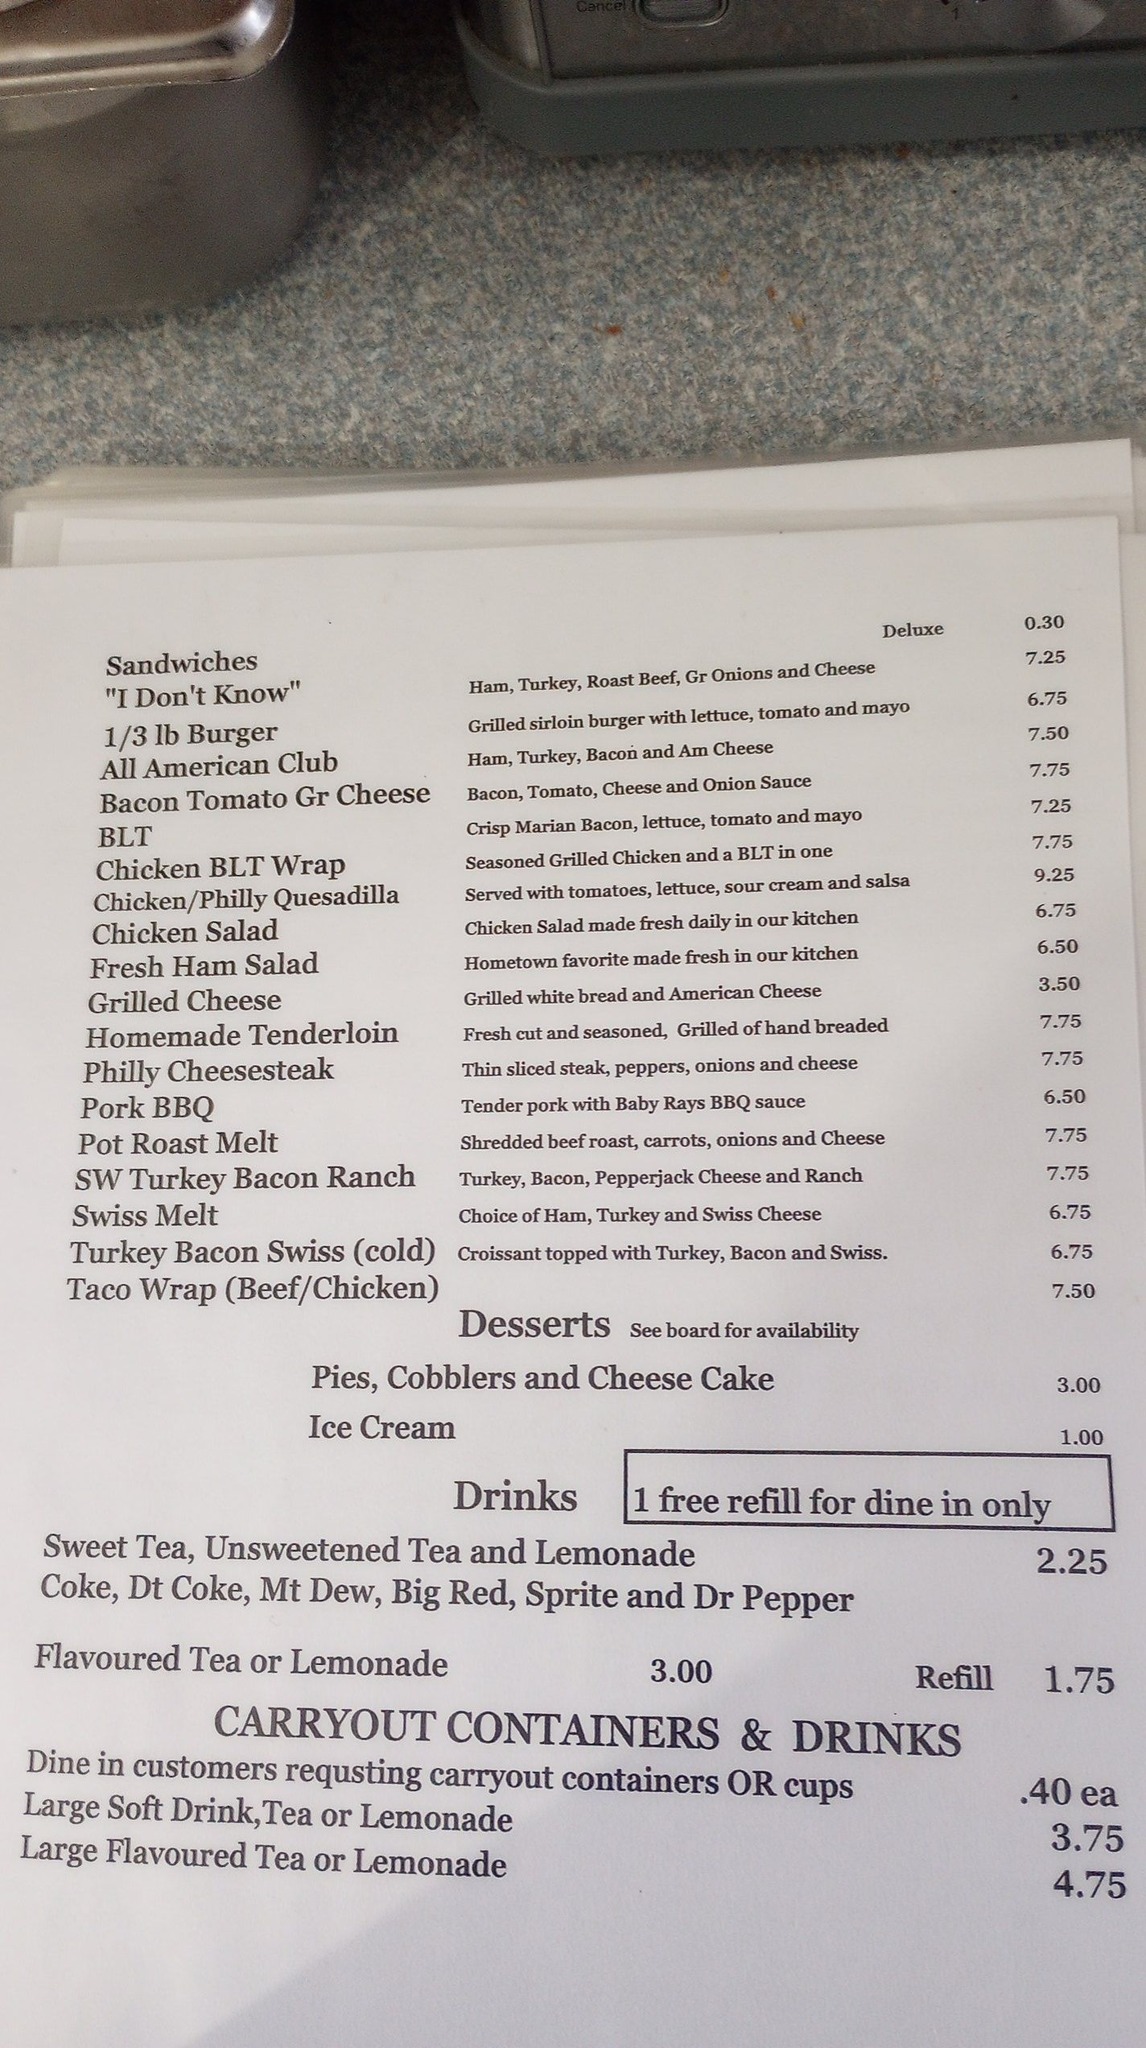 Cancel
1
Deluxe 0.30
Sandwiches
"I Don't Know" Ham, Turkey, Roast Beef, Gr Onions and Cheese 7.25
1/3 lb Burger Grilled sirloin burger with lettuce, tomato and mayo 6.75
All American Club Ham, Turkey, Bacon and Am Cheese 7.50
Bacon Tomato Gr Cheese Bacon, Tomato, Cheese and Onion Sauce 7.75
BLT Crisp Marian Bacon, lettuce, tomato and mayo 7.25
Chicken BLT Wrap Seasoned Grilled Chicken and a BLT in one 7.75
Chicken/Philly Quesadilla Served with tomatoes, lettuce, sour cream and salsa 9.25
Chicken Salad Chicken Salad made fresh daily in our kitchen 6.75
Fresh Ham Salad Hometown favorite made fresh in our kitchen 6.50
Grilled Cheese Grilled white bread and American Cheese 3.50
Homemade Tenderloin Fresh cut and seasoned, Grilled of hand breaded 7.75
Philly Cheesesteak Thin sliced steak, peppers, onions and cheese 7.75
Pork BBQ Tender pork with Baby Rays BBQ sauce 6.50
Pot Roast Melt Shredded beef roast, carrots, onions and Cheese 7.75
SW Turkey Bacon Ranch Turkey, Bacon, Pepperjack Cheese and Ranch 7.75
Swiss Melt Choice of Ham, Turkey and Swiss Cheese 6.75
Turkey Bacon Swiss (cold) Croissant topped with Turkey, Bacon and Swiss. 6.75
Taco Wrap (Beef/Chicken) 7.50
Desserts See board for availability
Pies, Cobblers and Cheese Cake 3.00
Ice Cream 1.00
Drinks 1 free refill for dine in only
Sweet Tea, Unsweetened Tea and Lemonade 2.25
Coke, Dt Coke, Mt Dew, Big Red, Sprite and Dr Pepper
Flavoured Tea or Lemonade 3.00 Refill 1.75
CARRYOUT CONTAINERS & DRINKS
Dine in customers requsting carryout containers OR cups .40 ea
Large Soft Drink,Tea or Lemonade 3.75
Large Flavoured Tea or Lemonade 4.75